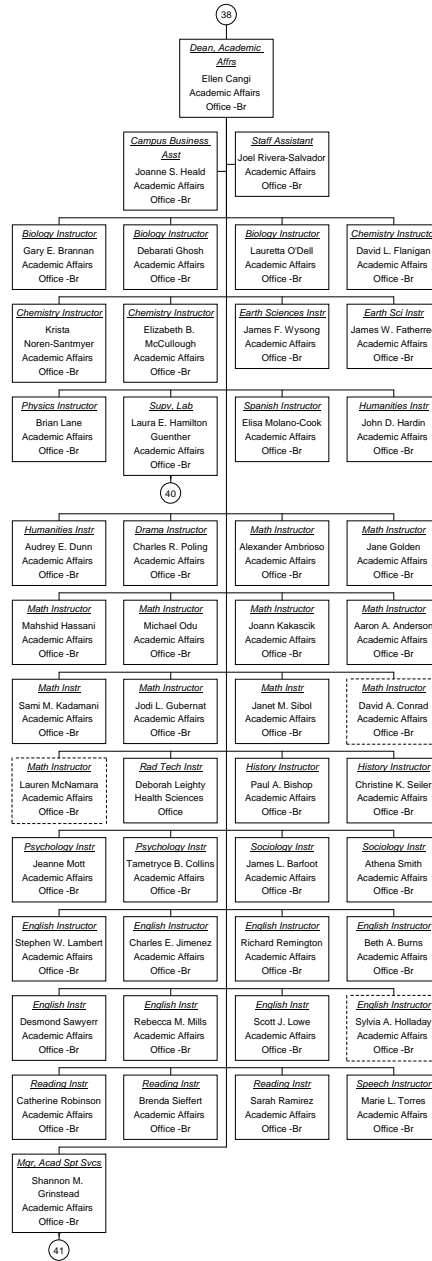 38
Dean, Academic
Affrs
Ellen Cangi
Academic Affairs
Office -Br
Campus Business
Asst
Joanne S. Heald
Academic Affairs
Office -Br
Staff Assistant
Joel Rivera-Salvador
Academic Affairs
Office -Br
Biology Instructor
Gary E. Brannan
Academic Affairs
Office -Br
Biology Instructor
Debarati Ghosh
Academic Affairs
Office -Br
Biology Instructor
Lauretta O'Dell
Academic Affairs
Office -Br
Chemistry Instructo
David L. Flanigan
Academic Affairs
Office -Br
Chemistry Instructor
Krista
Noren-Santmyer
Academic Affairs
Office -Br
Chemistry Instructor
Elizabeth B.
McCullough
Academic Affairs
Office -Br
Earth Sciences Instr
James F. Wysong
Academic Affairs
Office -Br
Earth Sci Instr
James W. Fatherree
Academic Affairs
Office -Br
Physics Instructor
Brian Lane
Academic Affairs
Office -Br
Supv, Lab
Laura E. Hamilton
Guenther
Academic Affairs
Office -Br
40
Spanish Instructor
Elisa Molano-Cook
Academic Affairs
Office -Br
Humanities Instr
John D. Hardin
Academic Affairs
Office -Br
Humanities Instr
Audrey E. Dunn
Academic Affairs
Office -Br
Drama Instructor
Charles R. Poling
Academic Affairs
Office -Br
Math Instructor
Alexander Ambrioso
Academic Affairs
Office -Br
Math Instructor
Jane Golden
Academic Affairs
Office -Br
Math Instructor
Mahshid Hassani
Academic Affairs
Office -Br
Math Instructor
Michael Odu
Academic Affairs
Office -Br
Math Instructor
Joann Kakascik
Academic Affairs
Office -Br
Math Instructor
Aaron A. Anderson
Academic Affairs
Office -Br
Math Instr
Sami M. Kadamani
Academic Affairs
Office -Br
Math Instructor
Jodi L. Gubernat
Academic Affairs
Office -Br
Math Instr
Janet M. Sibol
Academic Affairs
Office -Br
Math Instructor
David A. Conrad
Academic Affairs
Office -Br
Math Instructor
Lauren McNamara
Academic Affairs
Office -Br
Rad Tech Instr
Deborah Leighty
Health Sciences
Office
History Instructor
Paul A. Bishop
Academic Affairs
Office -Br
History Instructor
Christine K. Seiler
Academic Affairs
Office -Br
Psychology Instr
Jeanne Mott
Academic Affairs
Office -Br
Psychology Instr
Tametryce B. Collins
Academic Affairs
Office -Br
Sociology Instr
James L. Barfoot
Academic Affairs
Office -Br
Sociology Instr
Athena Smith
Academic Affairs
Office -Br
English Instructor
Stephen W. Lambert
Academic Affairs
Office -Br
English Instructor
Charles E. Jimenez
Academic Affairs
Office -Br
English Instructor
Richard Remington
Academic Affairs
Office -Br
English Instructor
Beth A. Burns
Academic Affairs
Office -Br
English Instr
Desmond Sawyerr
Academic Affairs
Office -Br
English Instr
Rebecca M. Mills
Academic Affairs
Office -Br
English Instr
Scott J. Lowe
Academic Affairs
Office -Br
English Instructor
Sylvia A. Holladay
Academic Affairs
Office -Br
Reading Instr
Catherine Robinson
Academic Affairs
Office -Br
Reading Instr
Brenda Sieffert
Academic Affairs
Office -Br
Reading Instr
Sarah Ramirez
Academic Affairs
Office -Br
Speech Instructor
Marie L. Torres
Academic Affairs
Office -Br
Mgr, Acad Spt Svcs
Shannon M.
Grinstead
Academic Affairs
Office -Br
41